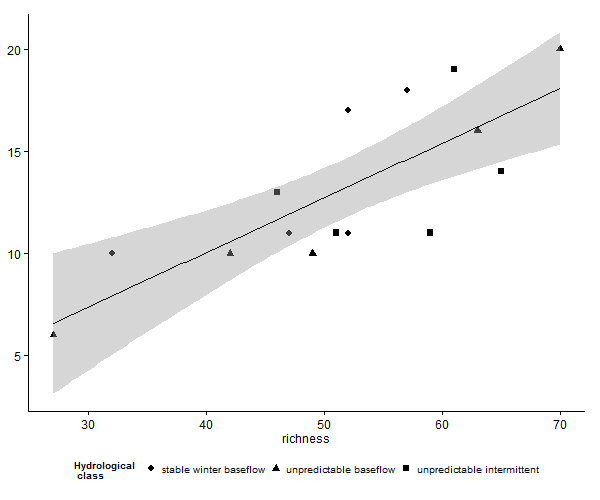 20
15
10
5
30 40 50 60 70
richness
Hydrological
class
stable winter baseflow unpredictable baseflow unpredictable intermittent